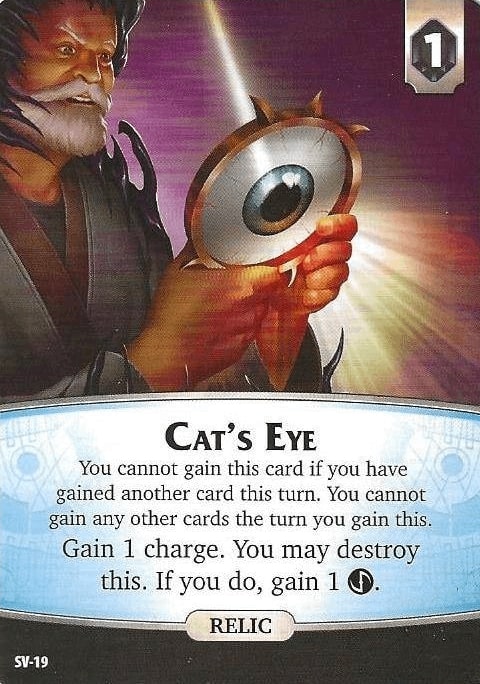 1
CAT'S EYE
You cannot gain this card if you have
gained another card this turn. You cannot
gain any other cards the turn you gain this.
Gain 1 charge. You may destroy
this. If you do, gain 1 .
RELIC
SV-19